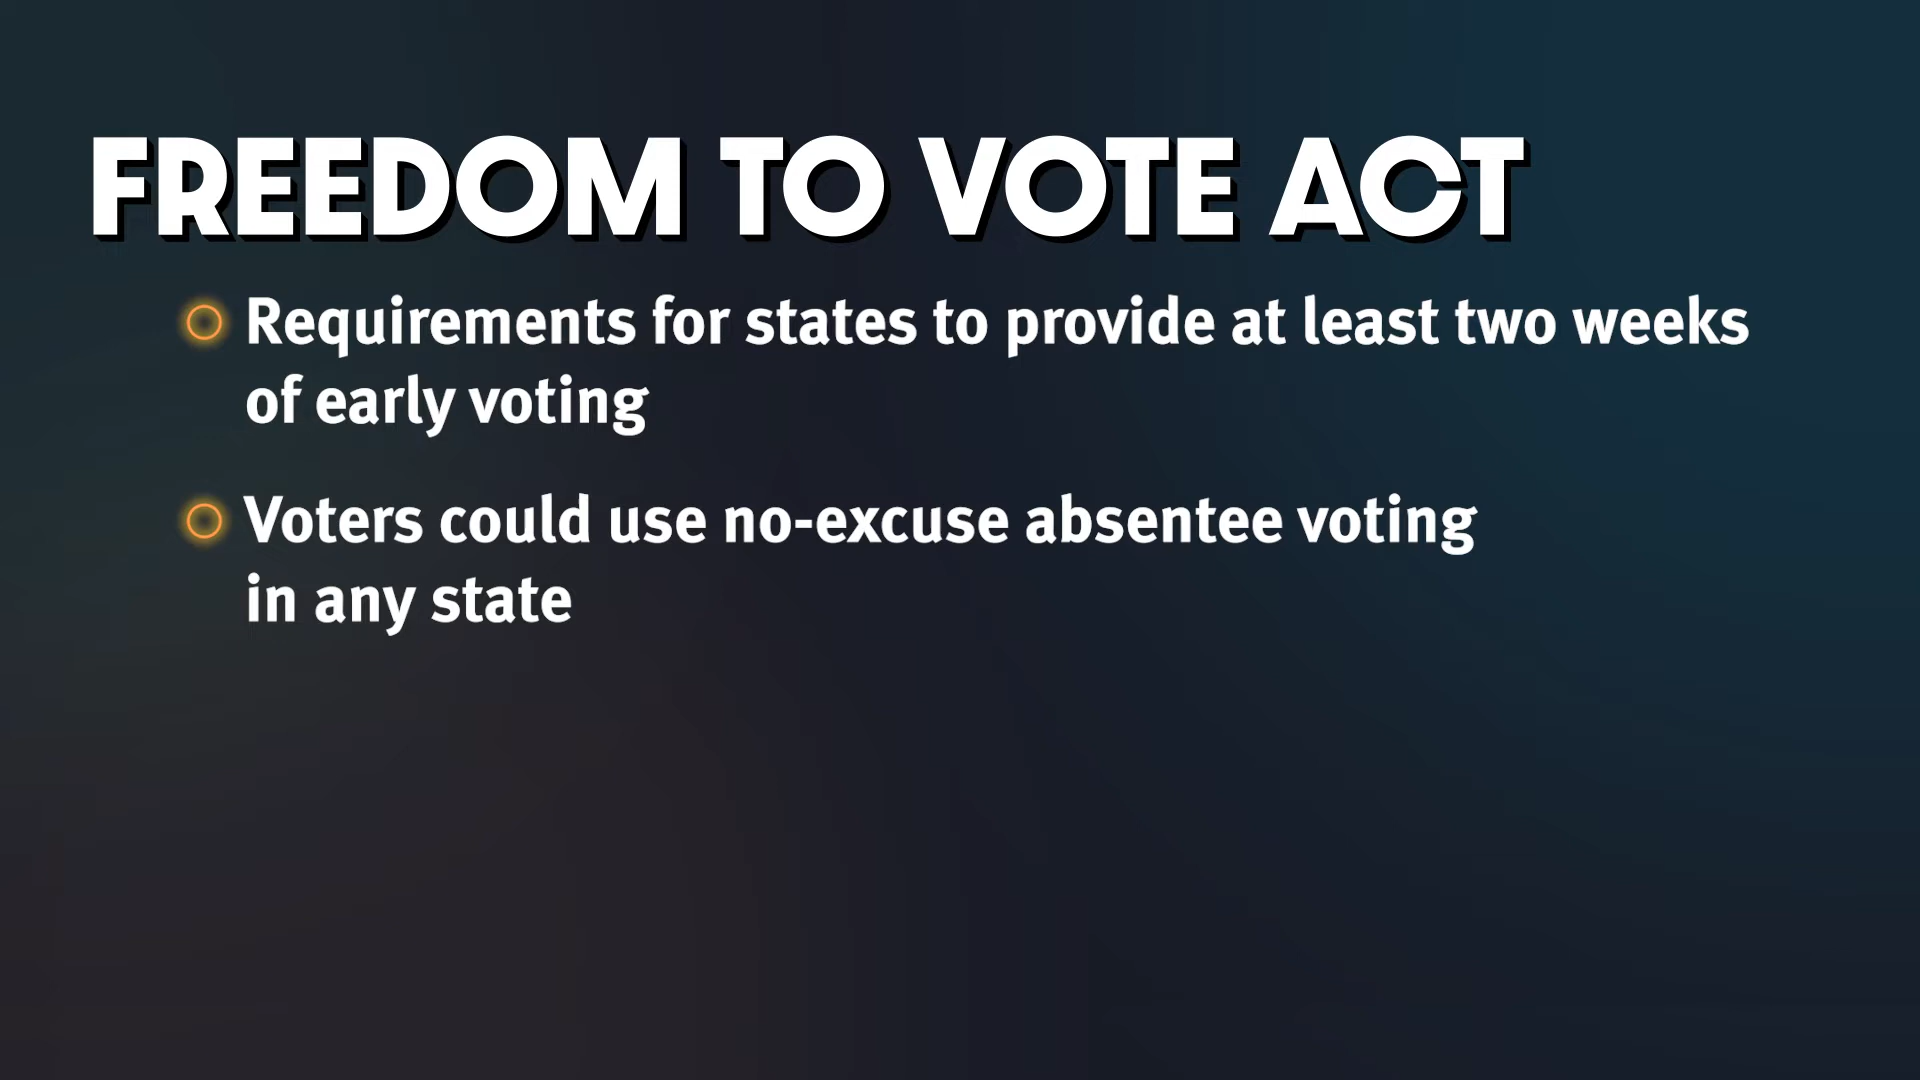 FREEDOM TO VOTE ACT
Requirements for states to provide at least two weeks
of early voting
Voters could use no-excuse absentee voting
in any state